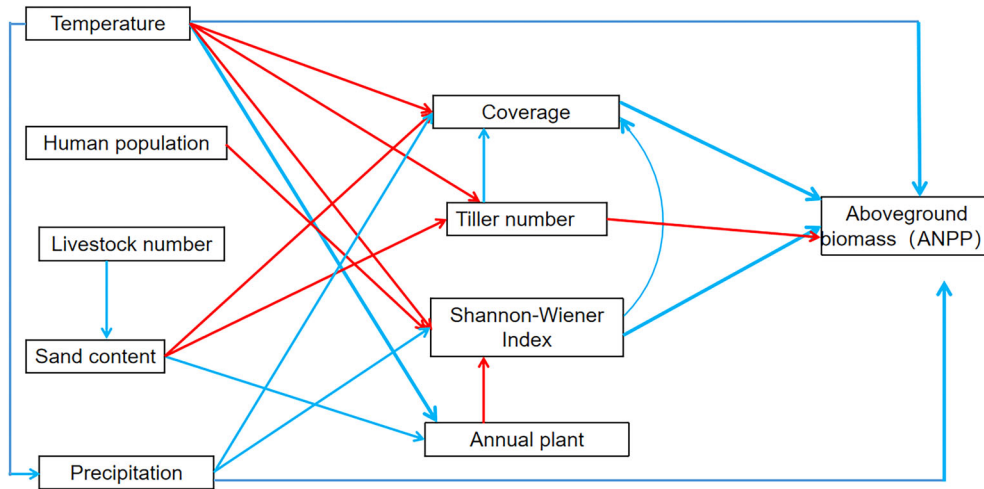 Temperature
Human population
Livestock number
Sand content
Precipitation
Coverage
Tiller number
Shannon-Wiener
Index
Annual plant
Aboveground
biomass（ANPP）